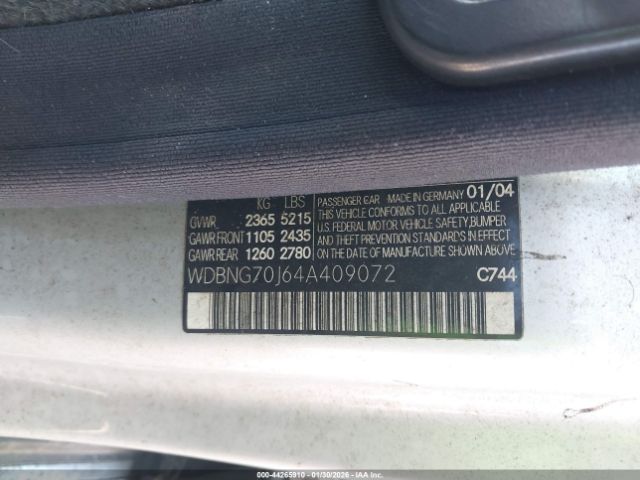 KG LBS
GVWR 2365 5215
GAWR FRONT 1105 2435
GAWR REAR 1260 2780
PASSENGER CAR MADE IN GERMANY 01/04
THIS VEHICLE CONFORMS TO ALL APPLICABLE
U.S. FEDERAL MOTOR VEHICLE SAFETY, BUMPER
AND THEFT PREVENTION STANDARDS IN EFFECT
ON THE DATE OF MANUFACTURE SHOWN ABOVE.
WDBNG70J64A409072 C744
000-44265910 - 01/30/2026 - IAAI.CA